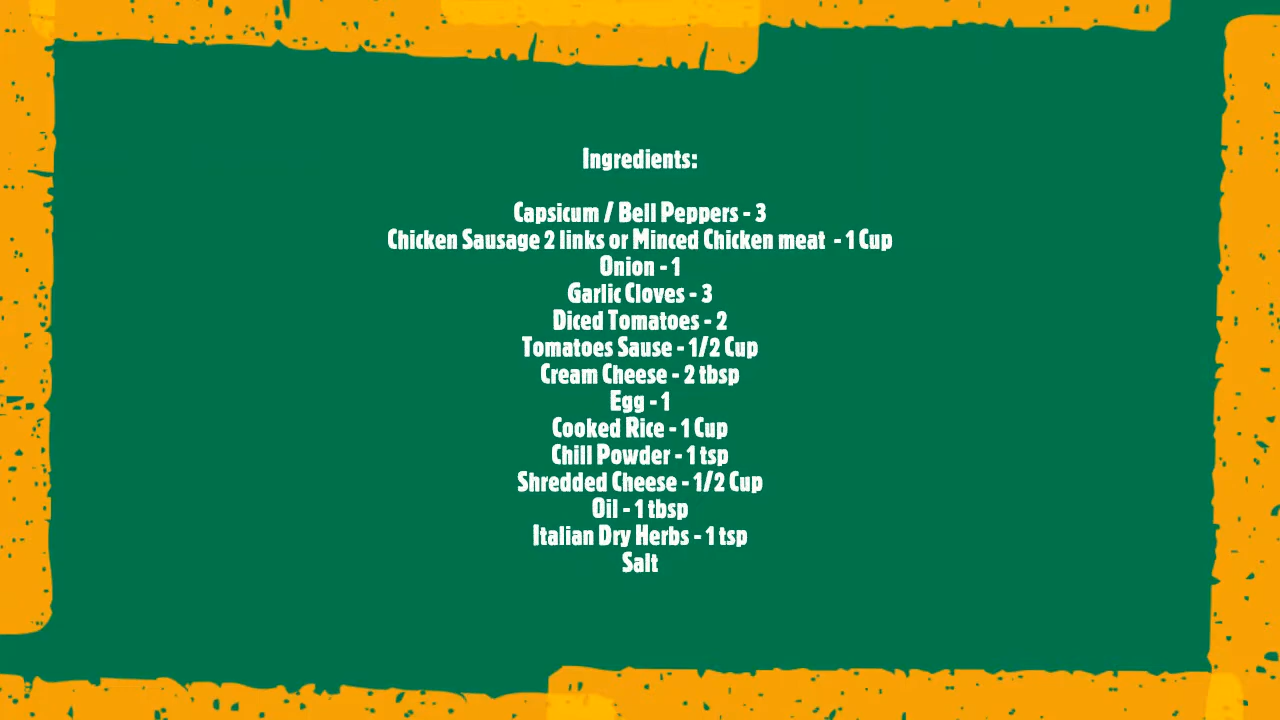 Ingredients:
Capsicum / Bell Peppers - 3
Chicken Sausage 2 links or Minced Chicken meat - 1 Cup
Onion - 1
Garlic Cloves - 3
Diced Tomatoes - 2
Tomatoes Sause - 1/2 Cup
Cream Cheese - 2 tbsp
Egg - 1
Cooked Rice - 1 Cup
Chill Powder - 1 tsp
Shredded Cheese - 1/2 Cup
Oil - 1 tbsp
Italian Dry Herbs - 1 tsp
Salt